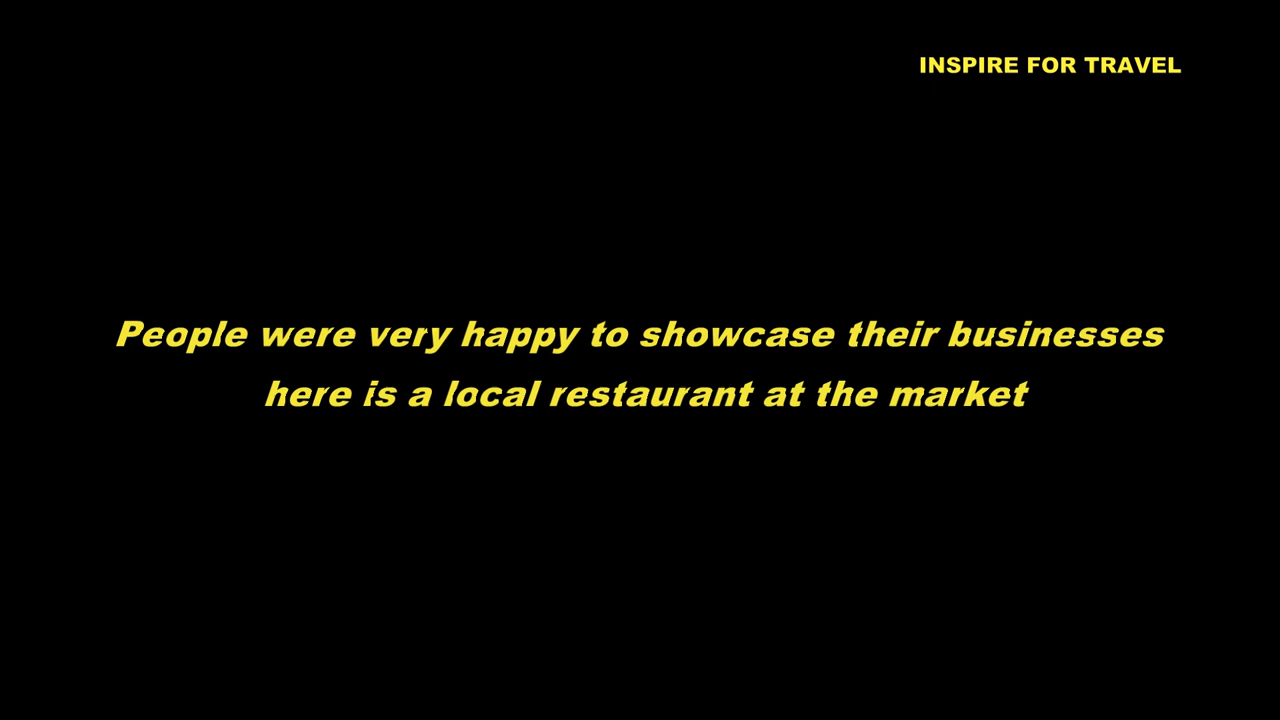 INSPIRE FOR TRAVEL
People were very happy to showcase their businesses
here is a local restaurant at the market